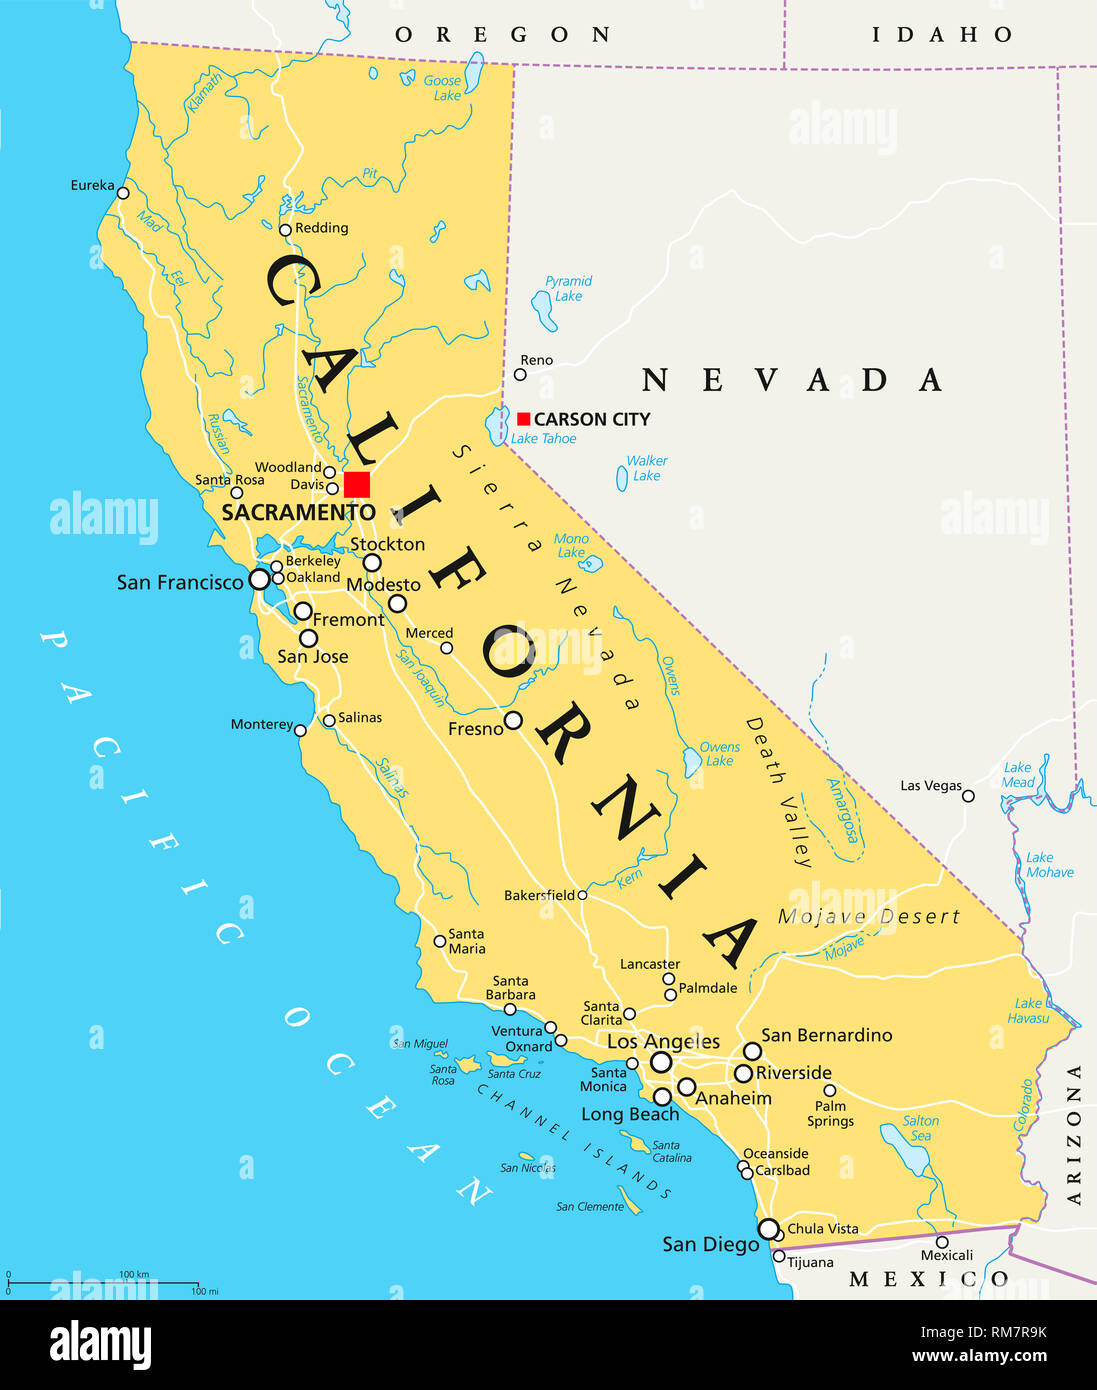 OREGON
IDAHO
Goose
Lake
Klamath
Pit
Eureka
Mad
Redding
Eel
Pyramid
Lake
CALIFORNIA
Reno
NEVADA
Sacramento
CARSON CITY
Lake Tahoe
Russian
Sierra Nevada
Walker
Lake
Woodland
Santa Rosa
Davis
SACRAMENTO
Stockton
Mono
Lake
Berkeley
Oakland
San Francisco
Modesto
Fremont
Merced
San Jose
San Joaquin
Owens
PACIFIC OCEAN
Monterey
Salinas
Fresno
Salinas
Owens
Lake
Death Valley
Amargosa
Las Vegas
Lake
Mead
Lake
Mohave
Kern
Bakersfield
Mojave Desert
Mojave
Santa
Maria
Lancaster
Palmdale
Santa
Barbara
Santa
Clarita
Lake
Havasu
Ventura
Oxnard
Los Angeles
San Bernardino
San Miguel
Santa
Rosa
Santa Cruz
Santa
Monica
Riverside
Anaheim
Long Beach
Palm
Springs
Colorado
ARIZONA
CHANNEL ISLANDS
Santa
Catalina
Salton
Sea
San Nicolas
Oceanside
Carslbad
San Clemente
San Diego
Chula Vista
Tijuana
Mexicali
MEXICO
0 100 km
0 100 mi
alamy
Image ID: RM7R9K
www.alamy.com